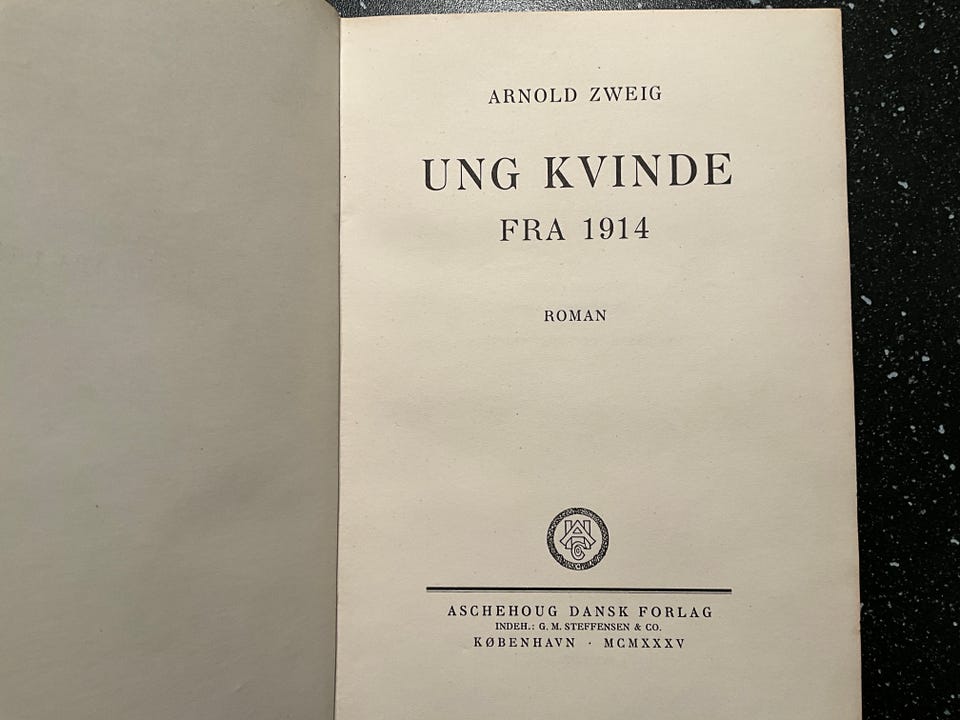 ARNOLD ZWEIG
UNG KVINDE
FRA 1914
ROMAN
ASCHEHOUG DANSK FORLAG
INDEH.: G. M. STEFFENSEN & CO.
KØBENHAVN · MCMXXXV